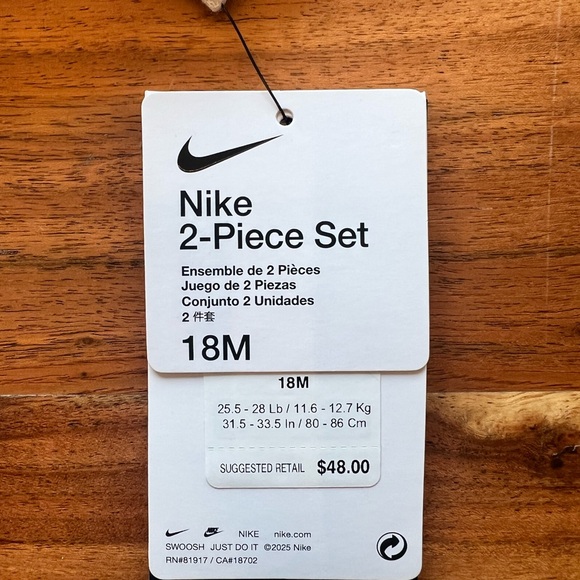 Nike
2-Piece Set
Ensemble de 2 Pièces
Juego de 2 Piezas
Conjunto 2 Unidades
2 件套
18M
18M
25.5 - 28 Lb / 11.6 - 12.7 Kg
31.5 - 33.5 In / 80 - 86 Cm
SUGGESTED RETAIL $48.00
NIKE nike.com
SWOOSH JUST DO IT ©2025 Nike
RN#81917 / CA#18702